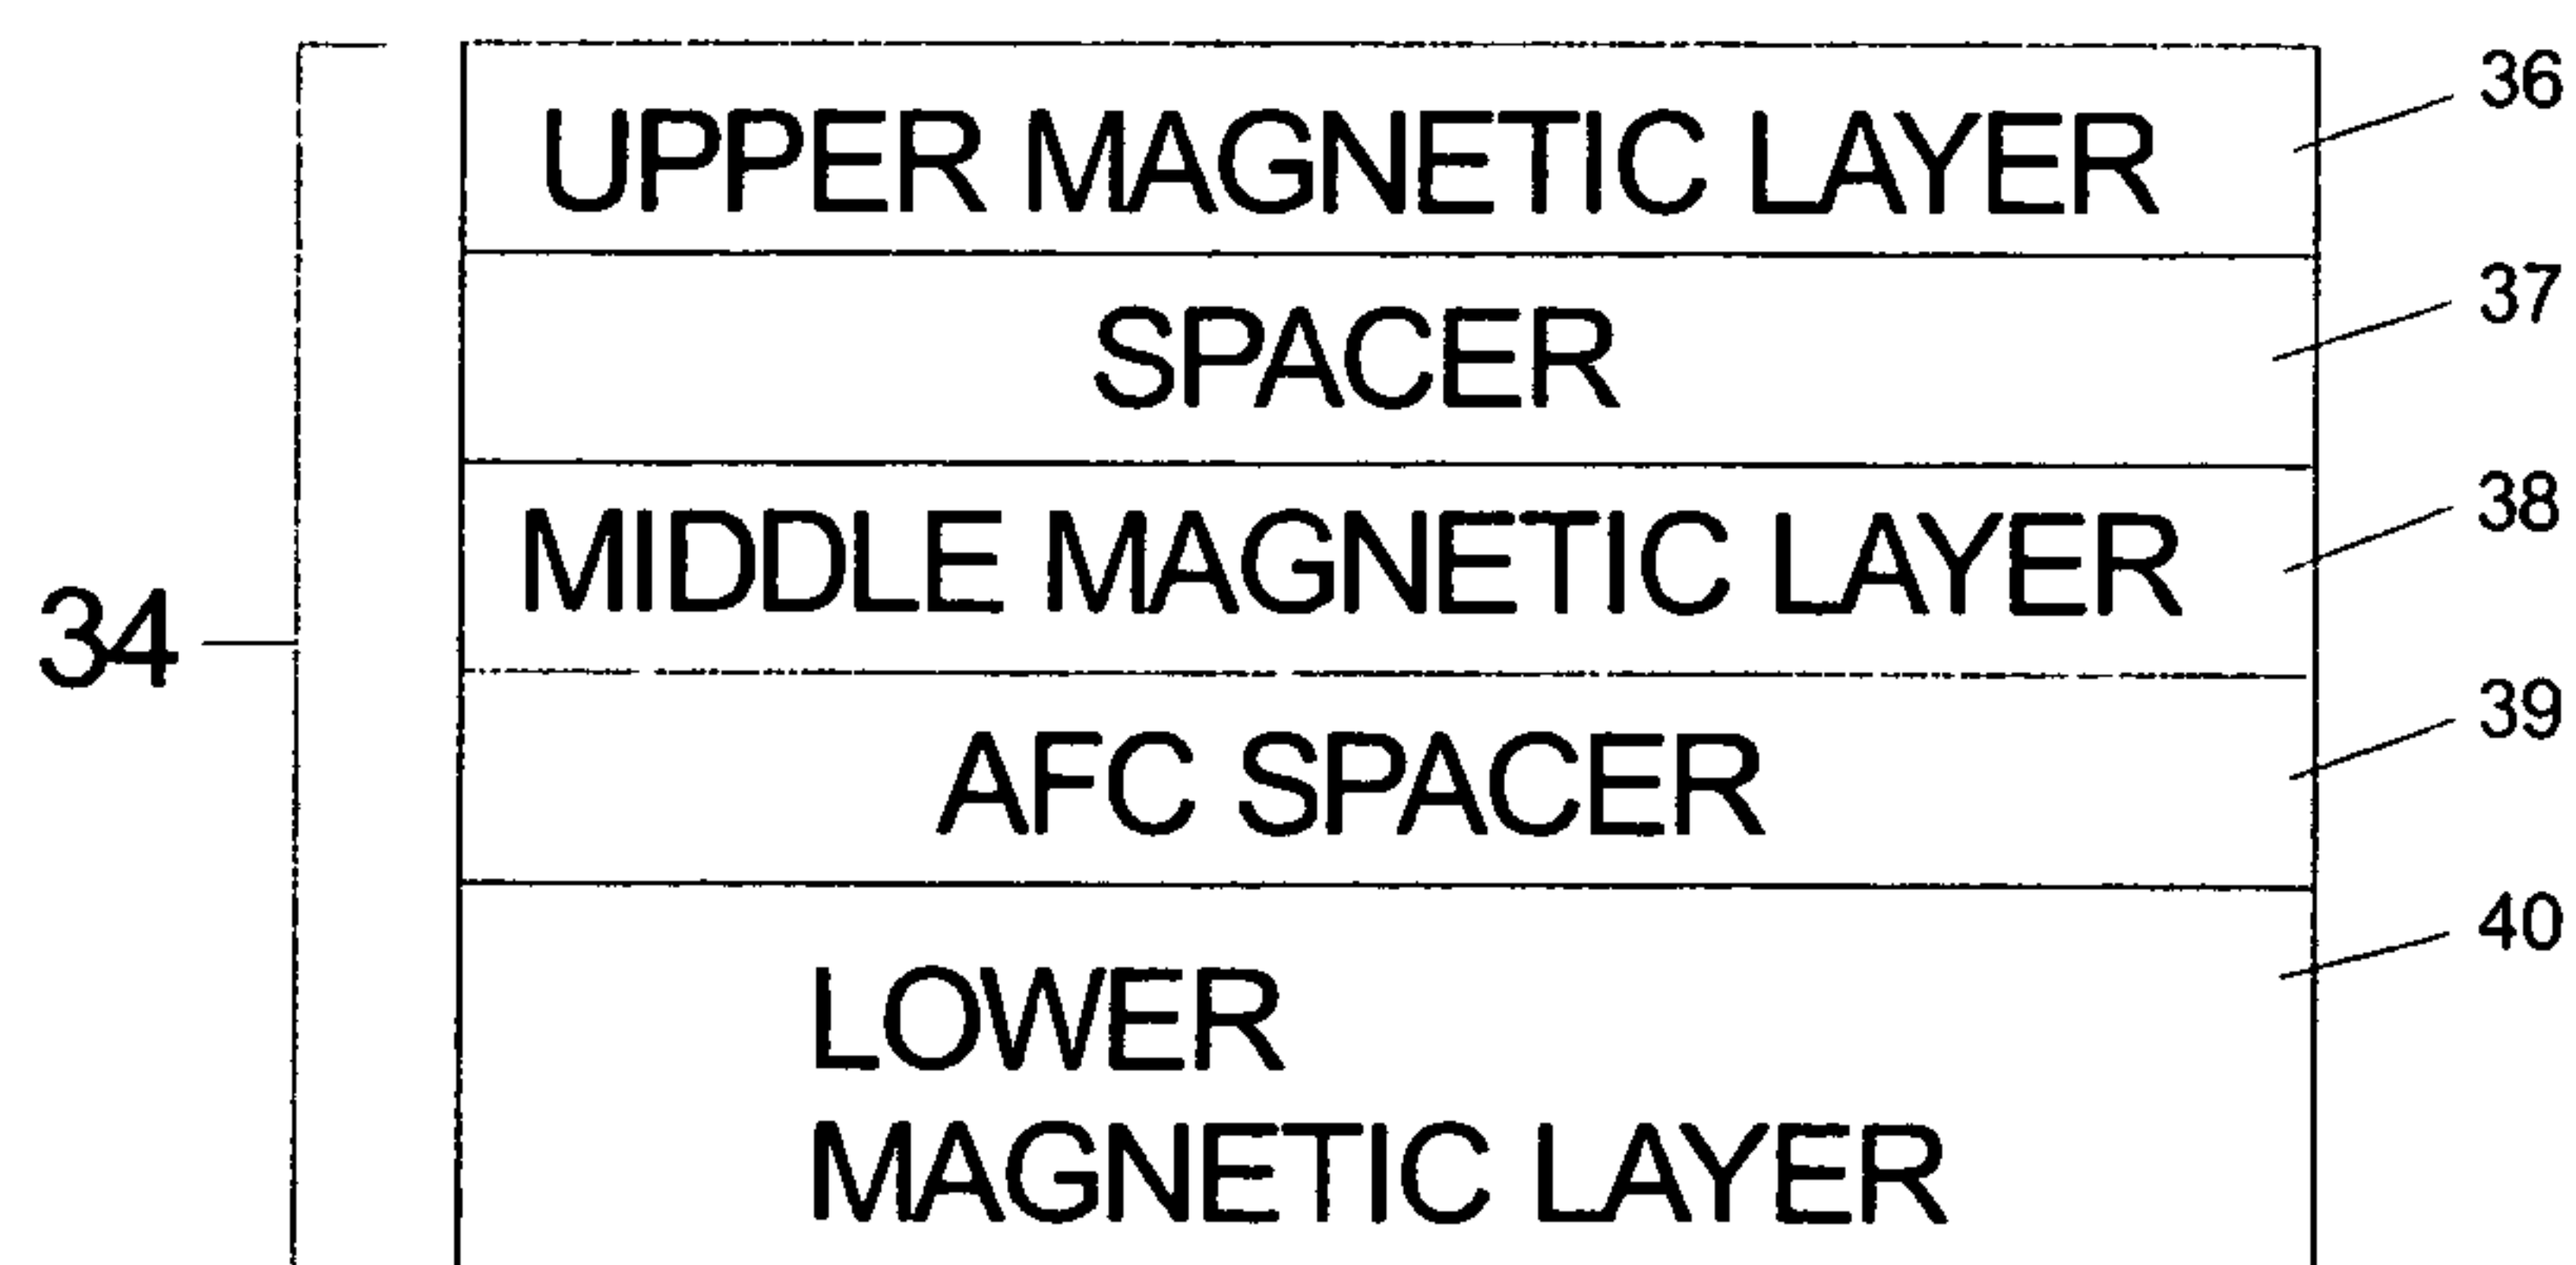 UPPER MAGNETIC LAYER 36
SPACER 37
MIDDLE MAGNETIC LAYER 38
34
AFC SPACER 39
LOWER 40
MAGNETIC LAYER